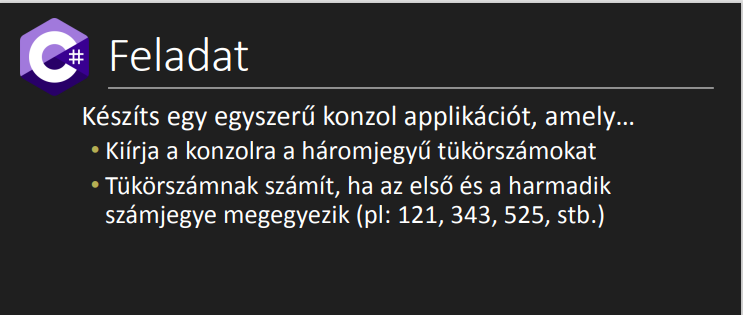 C#
Feladat
Készíts egy egyszerű konzol applikációt, amely…
• Kiírja a konzolra a háromjegyű tükörszámokat
• Tükörszámnak számít, ha az első és a harmadik
számjegye megegyezik (pl: 121, 343, 525, stb.)